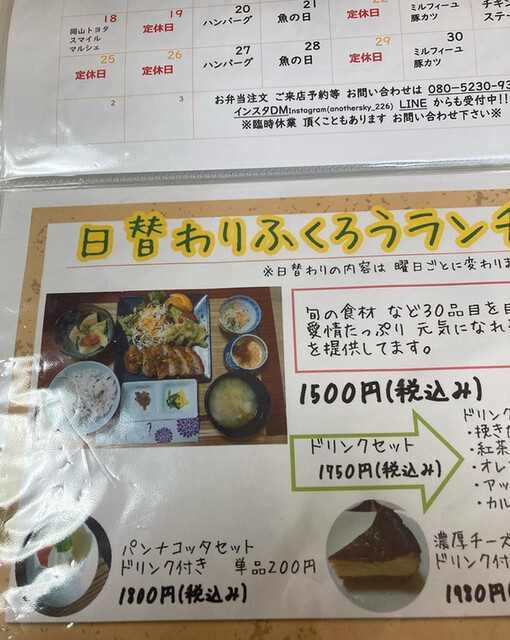 18 19 20 21 22
岡山トヨタ
スマイル
マルシェ
定休日 ハンバーグ 魚の日 定休日 ミルフィーユ
豚カツ チキン
ステー
25 26 27 28 29 30
定休日 定休日 ハンバーグ 魚の日 定休日 ミルフィーユ
豚カツ
2 3
お弁当注文 ご来店予約等 お問い合わせは 080-5230-93
インスタDMInstagram(anothersky_226) LINE からも受付中!!
※臨時休業 頂くこともあります お問い合わせ下さい※
日替わりふくろうランチ
※日替わりの内容は 曜日ごとに変わりま
旬の食材 など30品目を目
愛情たっぷり 元気になれ
を提供してます。
1500円(税込み)
ドリンクセット
1750円(税込み)
ドリンク
・挽き
・紅茶
・オレ
・アッ
・カル
パンナコッタセット
ドリンク付き 単品200円
1800円(税込み)
濃厚チーズ
ドリンク付
1980円(